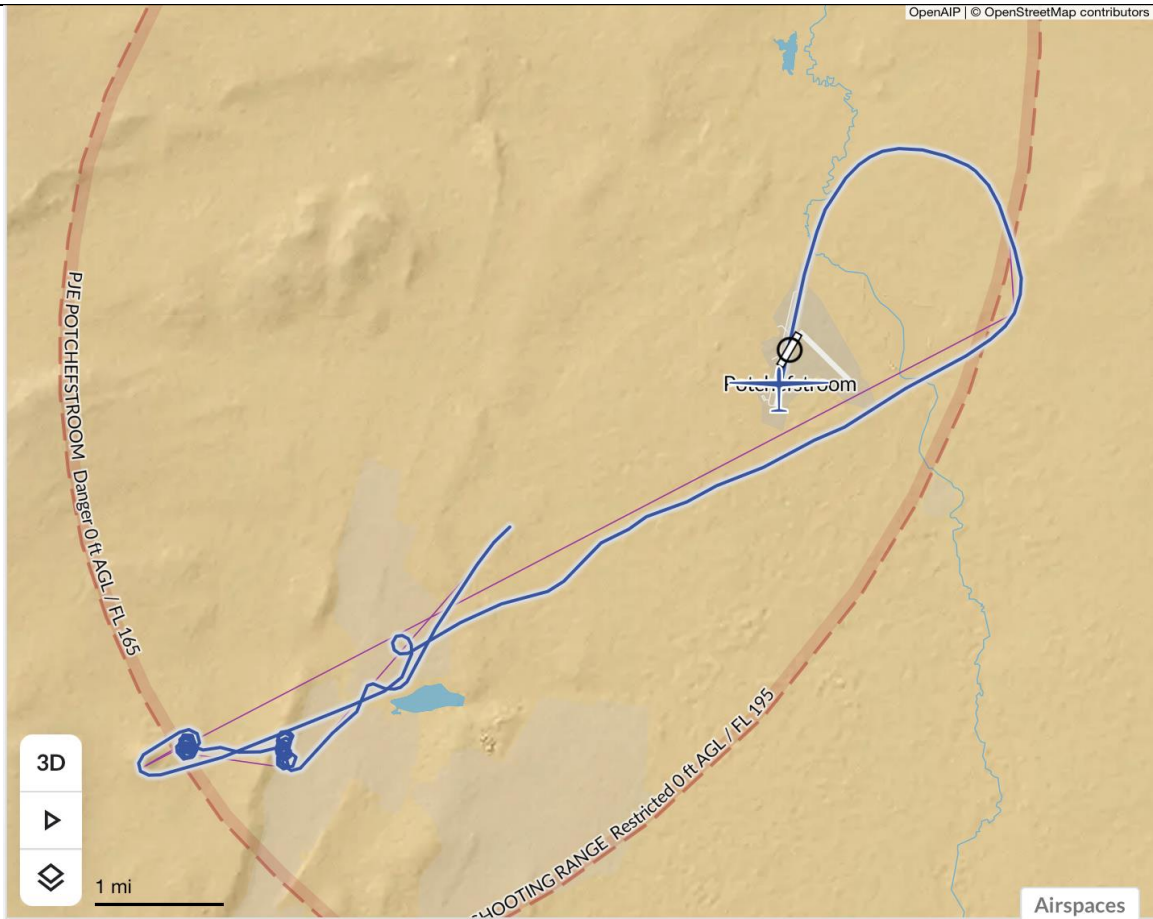 OpenAIP | © OpenStreetMap contributors
PJE POTCHEFSTROOM Danger 0 ft AGL / FL 165
Potchefstroom
SHOOTING RANGE Restricted 0 ft AGL / FL 195
3D
1 mi
Airspaces